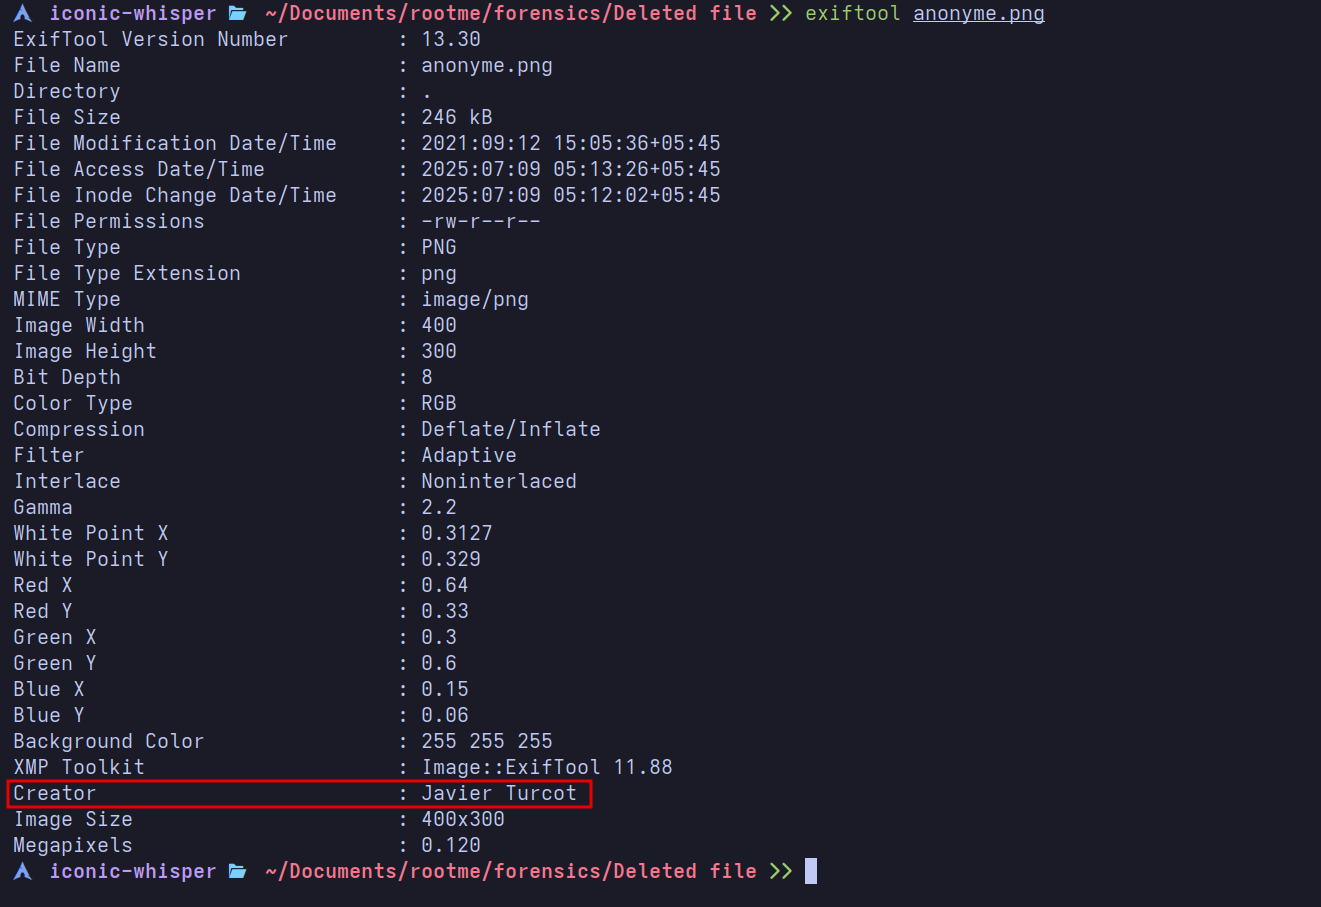 iconic-whisper ~/Documents/rootme/forensics/Deleted file >> exiftool anonyme.png
ExifTool Version Number : 13.30
File Name : anonyme.png
Directory : .
File Size : 246 kB
File Modification Date/Time : 2021:09:12 15:05:36+05:45
File Access Date/Time : 2025:07:09 05:13:26+05:45
File Inode Change Date/Time : 2025:07:09 05:12:02+05:45
File Permissions : -rw-r--r--
File Type : PNG
File Type Extension : png
MIME Type : image/png
Image Width : 400
Image Height : 300
Bit Depth : 8
Color Type : RGB
Compression : Deflate/Inflate
Filter : Adaptive
Interlace : Noninterlaced
Gamma : 2.2
White Point X : 0.3127
White Point Y : 0.329
Red X : 0.64
Red Y : 0.33
Green X : 0.3
Green Y : 0.6
Blue X : 0.15
Blue Y : 0.06
Background Color : 255 255 255
XMP Toolkit : Image::ExifTool 11.88
Creator : Javier Turcot
Image Size : 400x300
Megapixels : 0.120
iconic-whisper ~/Documents/rootme/forensics/Deleted file >>